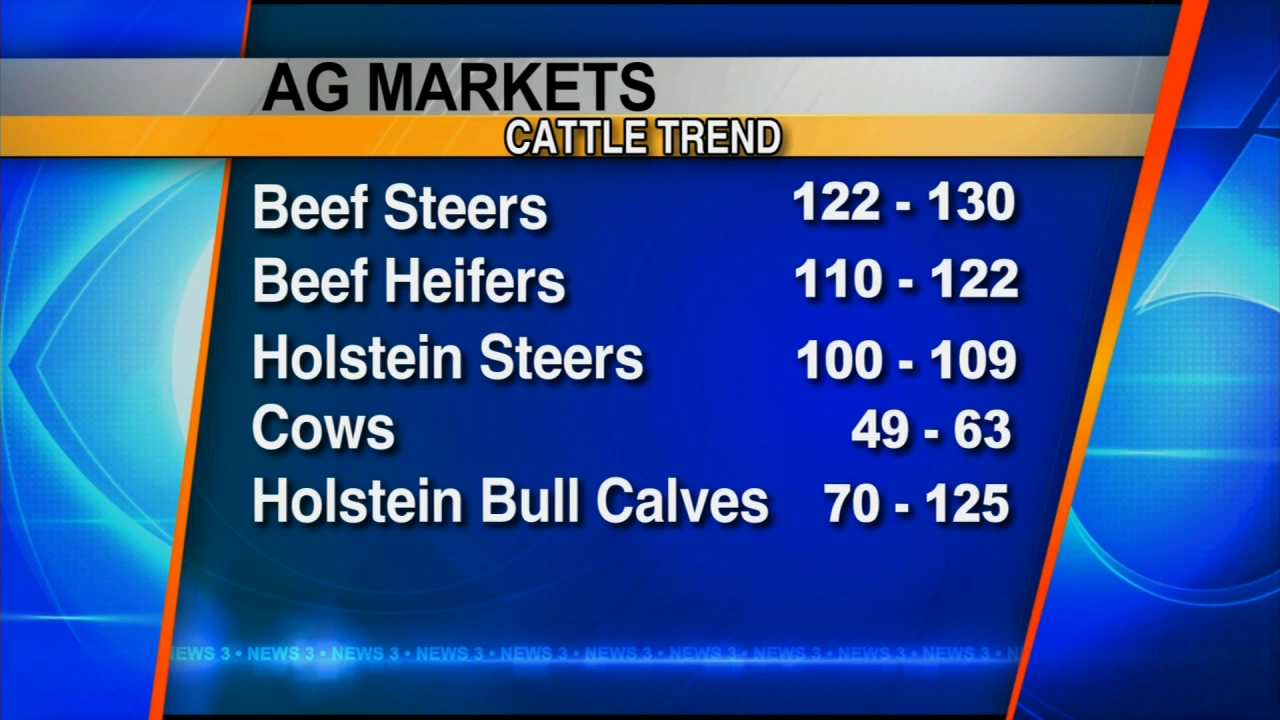 AG MARKETS
CATTLE TREND
Beef Steers 122 - 130
Beef Heifers 110 - 122
Holstein Steers 100 - 109
Cows 49 - 63
Holstein Bull Calves 70 - 125
NEWS 3 • NEWS 3 • NEWS 3 • NEWS 3 • NEWS 3 • NEWS 3 • NEWS 3 • NEWS 3 • NEWS 3 • NEWS 3 • N